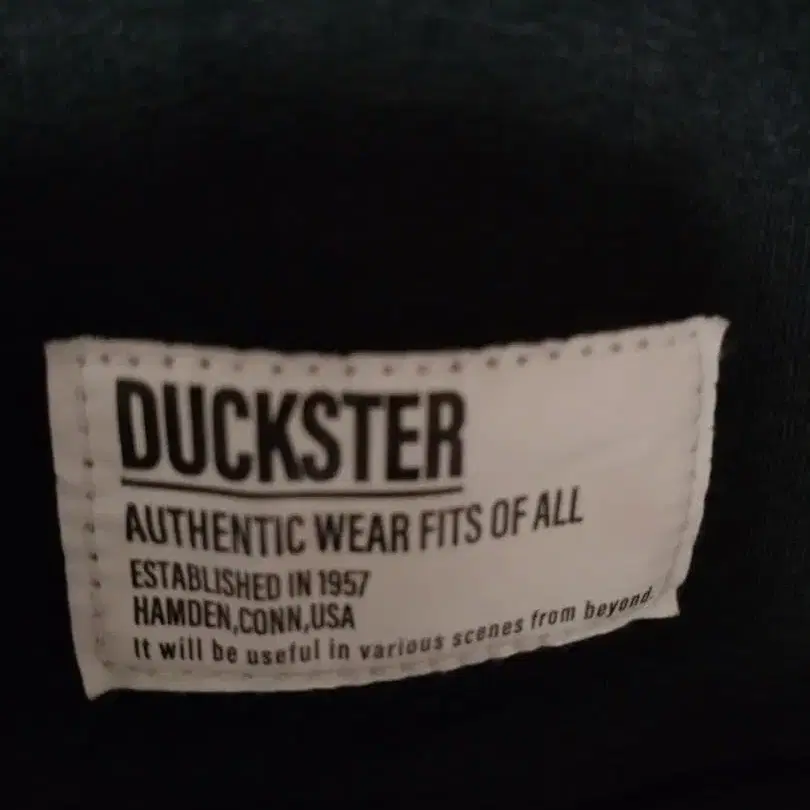 DUCKSTER
AUTHENTIC WEAR FITS OF ALL
ESTABLISHED IN 1957
HAMDEN,CONN,USA
It will be useful in various scenes from beyond.